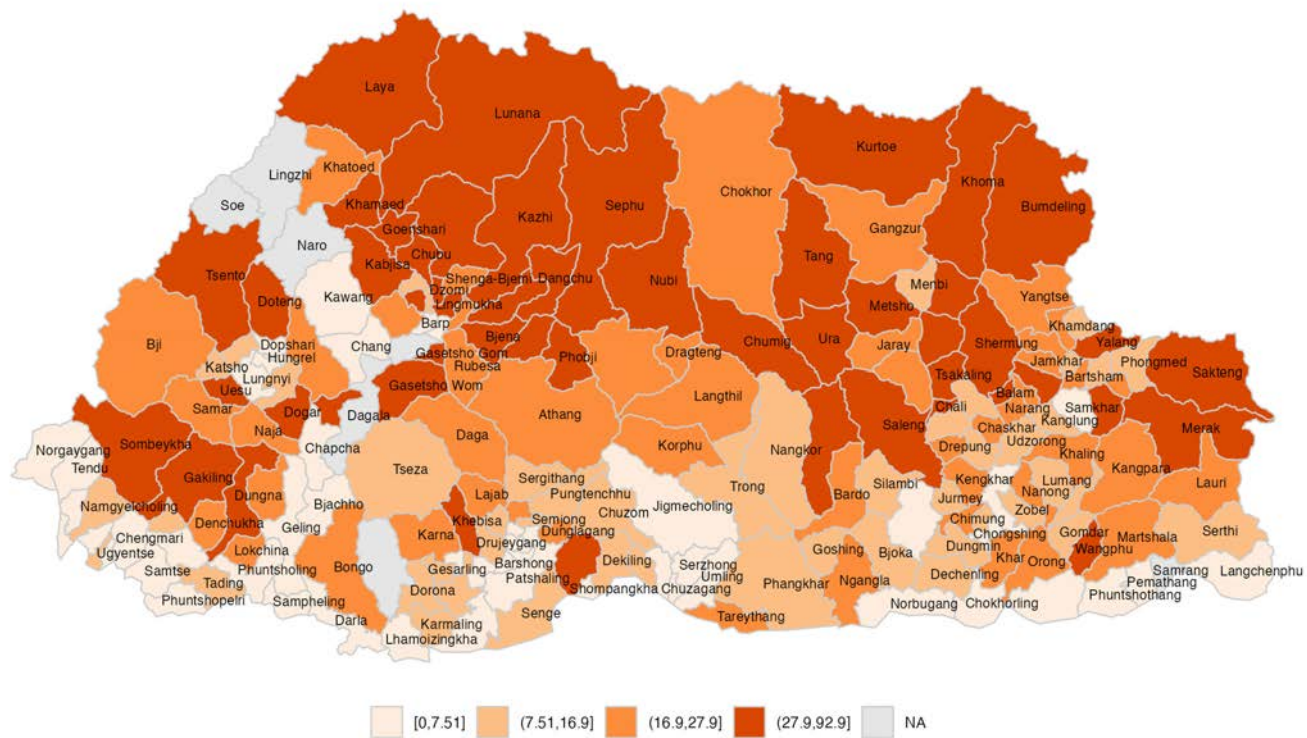 Laya
Lunana
Kurtoe
Khatoed
Lingzhi
Khoma
Chokhor
Soe
Khamaed
Kazhi
Sephu
Bumdeling
Goenshari
Gangzur
Naro
Chubu
Tang
Tsento
Kabjisa
Shenga-Bjemi
Dangchu
Nubi
Menbi
Kawang
Dzomi
Doteng
Lingmukha
Metsho
Yangtse
Barp
Khamdang
Bji
Dopshari
Chang
Bjena
Chumig
Ura
Jaray
Shermung
Yalang
Katsho
Hungrel
Gasetsho Gom
Phobji
Dragteng
Jamkhar
Phongmed
Lungnyi
Rubesa
Tsakaling
Bartsham
Sakteng
Uesu
Gasetsho Wom
Langthil
Balam
Samar
Dogar
Dagala
Athang
Saleng
Chali
Narang
Samkhar
Naja
Daga
Chaskhar
Kanglung
Merak
Sombeykha
Chapcha
Korphu
Nangkor
Drepung
Udzorong
Norgaygang
Khaling
Tendu
Tseza
Kangpara
Gakiling
Sergithang
Trong
Silambi
Kengkhar
Lumang
Lauri
Dungna
Lajab
Pungtenchhu
Bardo
Jurmey
Nanong
Namgyelcholing
Bjachho
Chuzom
Jigmecholing
Zobel
Denchukha
Geling
Khebisa
Semjong
Chimung
Chengmari
Karna
Dunglagang
Chongshing
Gomdar
Martshala
Serthi
Ugyentse
Lokchina
Drujeygang
Goshing
Bjoka
Dungmin
Wangphu
Samtse
Phuntsholing
Bongo
Gesarling
Barshong
Dekiling
Serzhong
Khar
Orong
Samrang
Tading
Patshaling
Umling
Phangkhar
Ngangla
Dechenling
Pemathang
Langchenphu
Phuntshopelri
Sampheling
Dorona
Shompangkha
Chuzagang
Norbugang
Chokhorling
Phuntshothang
Darla
Karmaling
Senge
Tareythang
Lhamoizingkha
[0,7.51]
(7.51,16.9]
(16.9,27.9]
(27.9,92.9]
NA